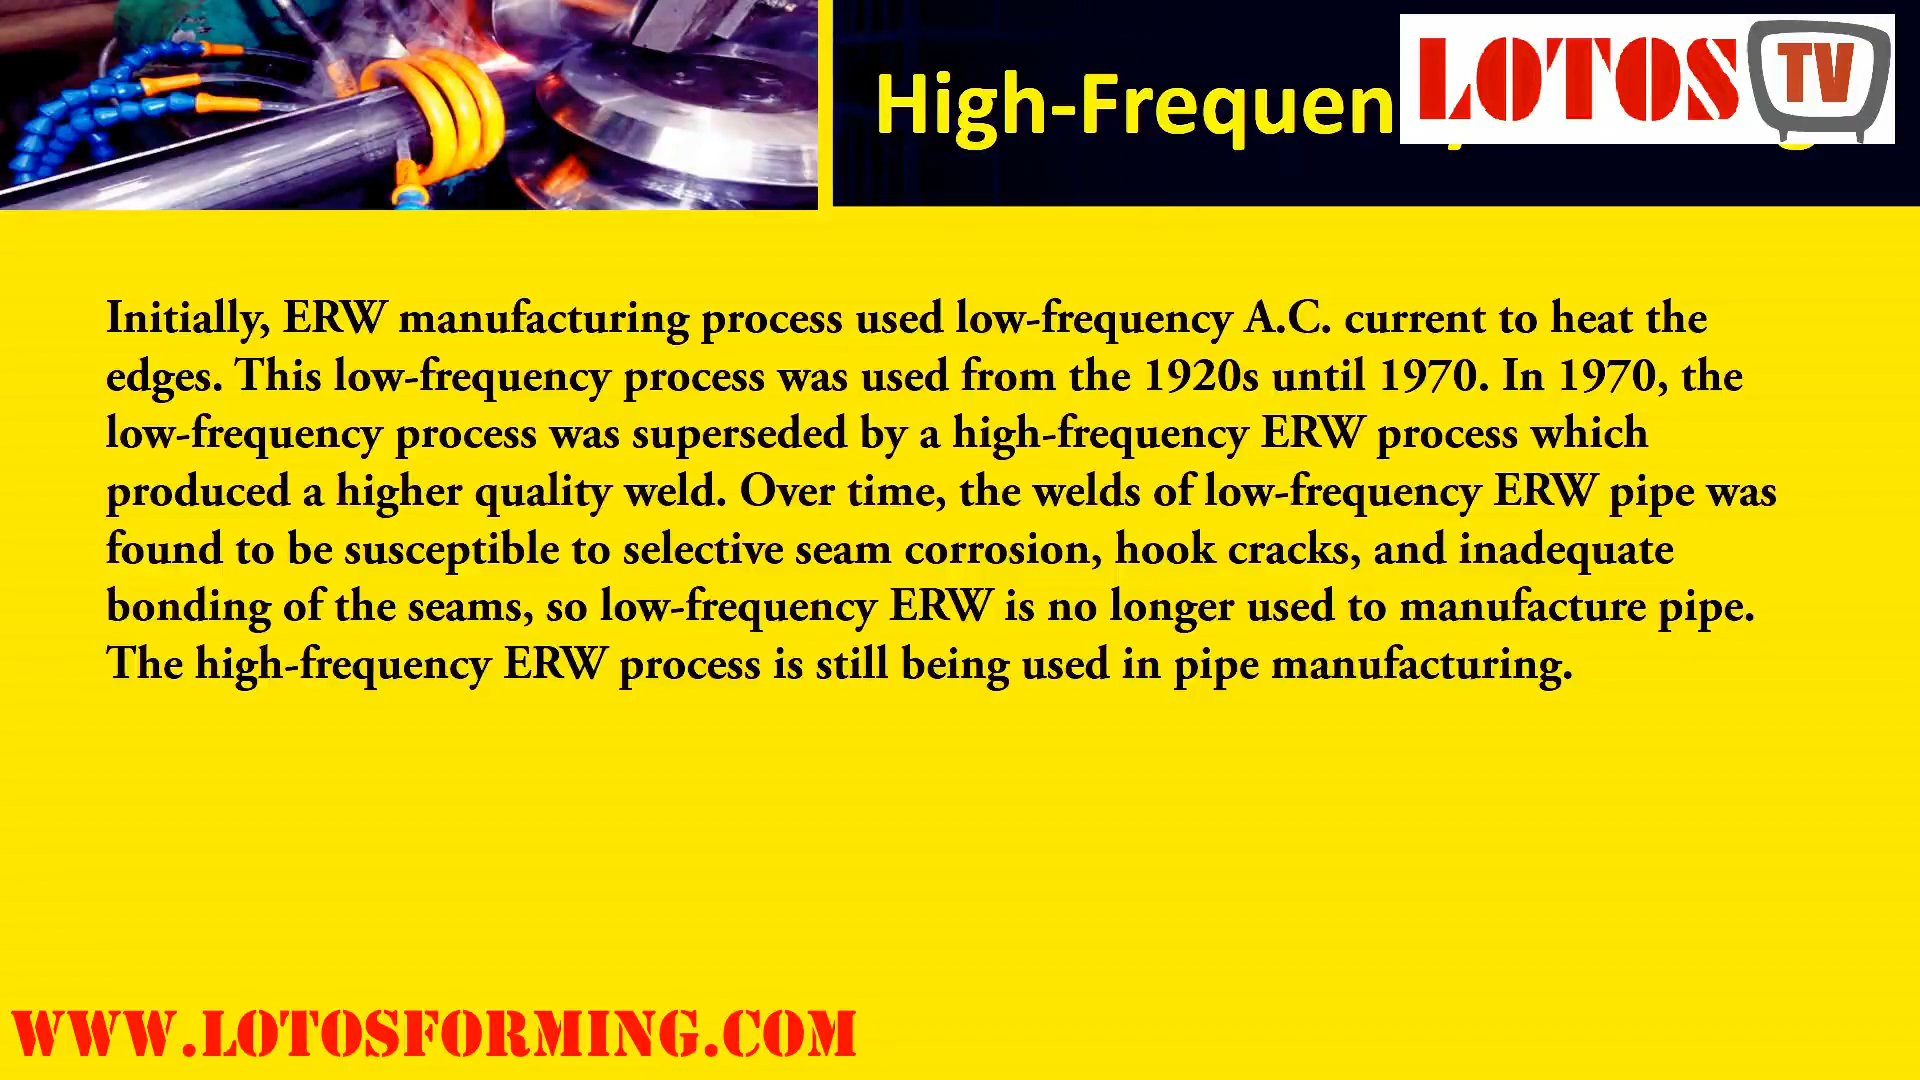 High-Frequen
LOTOS TV
Initially, ERW manufacturing process used low-frequency A.C. current to heat the
edges. This low-frequency process was used from the 1920s until 1970. In 1970, the
low-frequency process was superseded by a high-frequency ERW process which
produced a higher quality weld. Over time, the welds of low-frequency ERW pipe was
found to be susceptible to selective seam corrosion, hook cracks, and inadequate
bonding of the seams, so low-frequency ERW is no longer used to manufacture pipe.
The high-frequency ERW process is still being used in pipe manufacturing.
WWW.LOTOSFORMING.COM